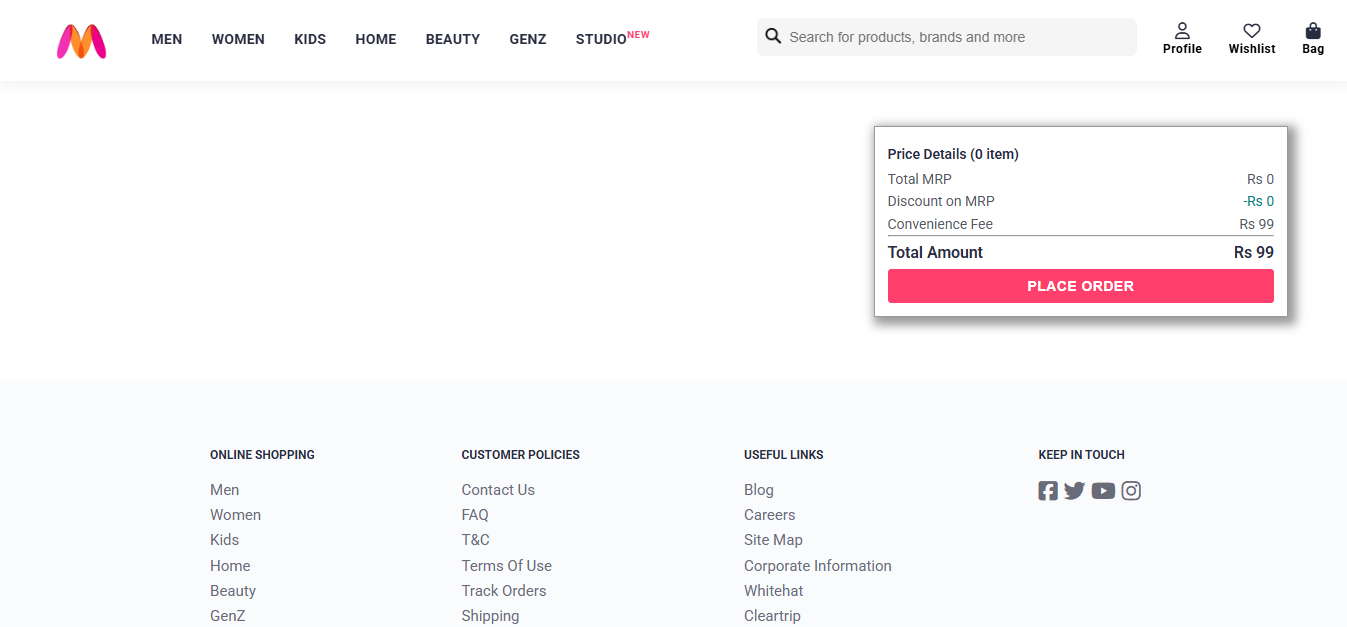 MEN WOMEN KIDS HOME BEAUTY GENZ STUDIO NEW
Search for products, brands and more
Profile Wishlist Bag
Price Details (0 item)
Total MRP Rs 0
Discount on MRP -Rs 0
Convenience Fee Rs 99
Total Amount Rs 99
PLACE ORDER
ONLINE SHOPPING
Men
Women
Kids
Home
Beauty
GenZ
CUSTOMER POLICIES
Contact Us
FAQ
T&C
Terms Of Use
Track Orders
Shipping
USEFUL LINKS
Blog
Careers
Site Map
Corporate Information
Whitehat
Cleartrip
KEEP IN TOUCH